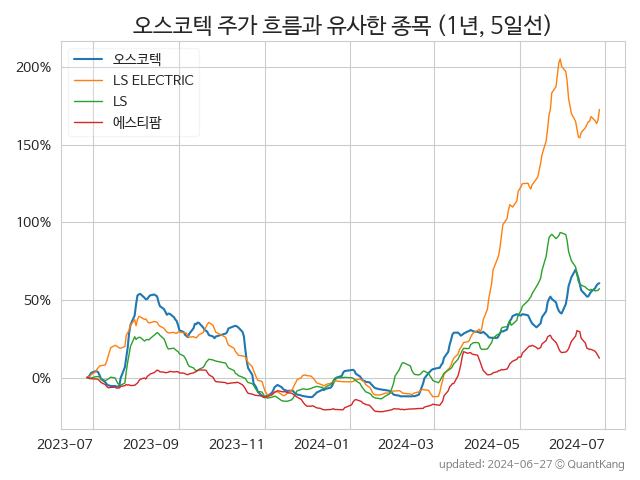 오스코텍 주가 흐름과 유사한 종목 (1년, 5일선)
오스코텍
LS ELECTRIC
LS
에스티팜
200%
150%
100%
50%
0%
2023-07 2023-09 2023-11 2024-01 2024-03 2024-05 2024-07
updated: 2024-06-27 © QuantKang